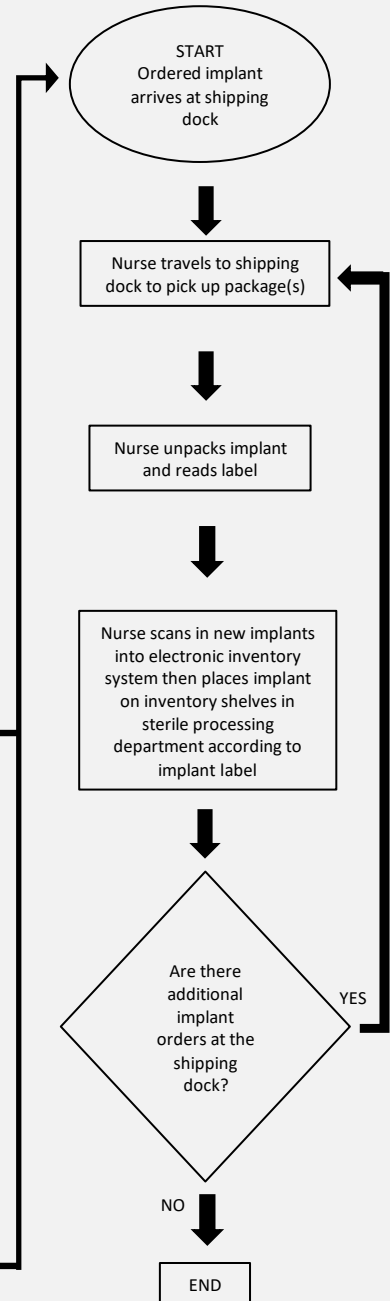 START
Ordered implant
arrives at shipping
dock
Nurse travels to shipping
dock to pick up package(s)
Nurse unpacks implant
and reads label
Nurse scans in new implants
into electronic inventory
system then places implant
on inventory shelves in
sterile processing
department according to
implant label
Are there
additional
implant
orders at the
shipping
dock?
YES
NO
END